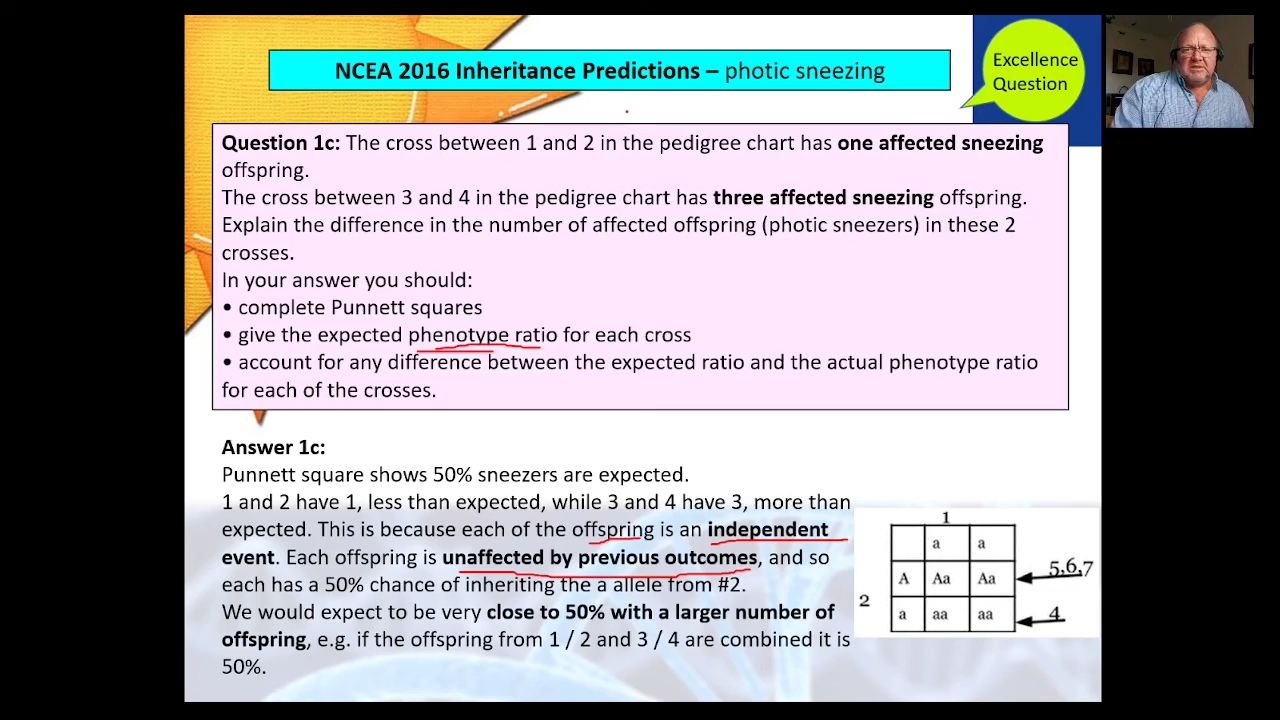 NCEA 2016 Inheritance Predictions – photic sneezing
Excellence
Question
Question 1c: The cross between 1 and 2 in the pedigree chart has one affected sneezing
offspring.
The cross between 3 and 4 in the pedigree chart has three affected sneezing offspring.
Explain the difference in the number of affected offspring (photic sneezers) in these 2
crosses.
In your answer you should:
• complete Punnett squares
• give the expected phenotype ratio for each cross
• account for any difference between the expected ratio and the actual phenotype ratio
for each of the crosses.
Answer 1c:
Punnett square shows 50% sneezers are expected.
1 and 2 have 1, less than expected, while 3 and 4 have 3, more than
expected. This is because each of the offspring is an independent
event. Each offspring is unaffected by previous outcomes, and so
each has a 50% chance of inheriting the a allele from #2.
We would expect to be very close to 50% with a larger number of
offspring, e.g. if the offspring from 1 / 2 and 3 / 4 are combined it is
50%.
1
a a
A Aa Aa 5,6,7
2
a aa aa 4